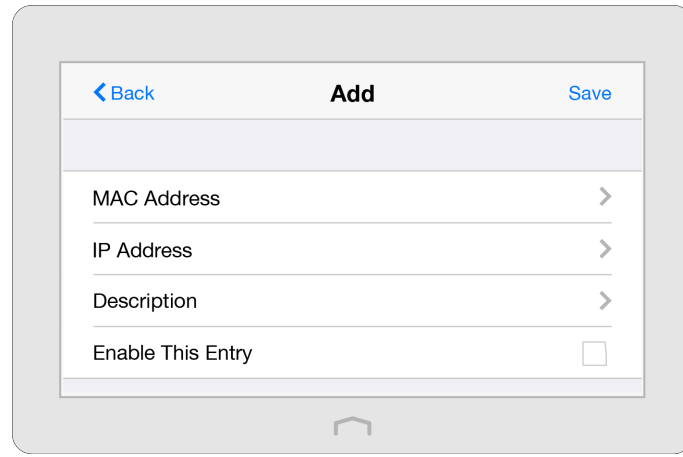 Back Add Save
MAC Address
IP Address
Description
Enable This Entry